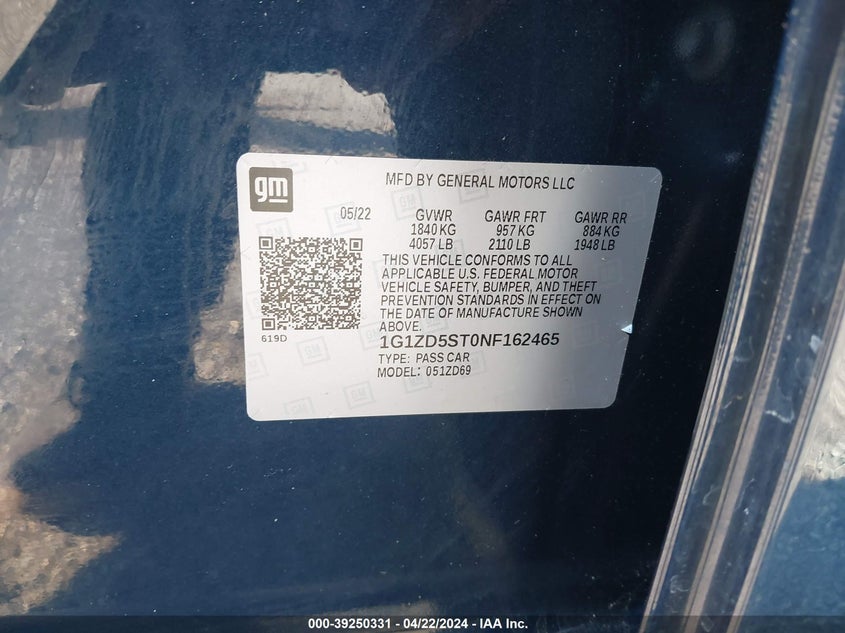 gm
MFD BY GENERAL MOTORS LLC
05/22 GVWR GAWR FRT GAWR RR
1840 KG 957 KG 884 KG
4057 LB 2110 LB 1948 LB
THIS VEHICLE CONFORMS TO ALL
APPLICABLE U.S. FEDERAL MOTOR
VEHICLE SAFETY, BUMPER, AND THEFT
PREVENTION STANDARDS IN EFFECT ON
THE DATE OF MANUFACTURE SHOWN
ABOVE.
619D
1G1ZD5ST0NF162465
TYPE: PASS CAR
MODEL: 051ZD69
000-39250331 - 04/22/2024 - IAA Inc.